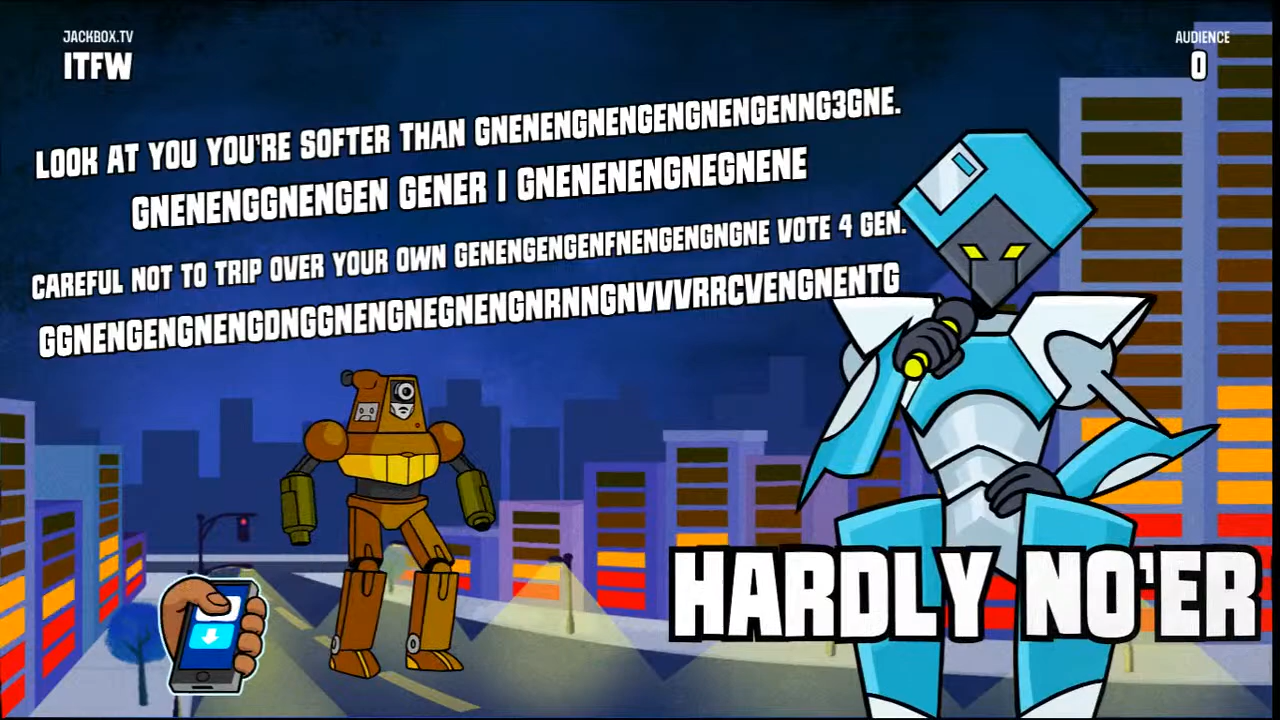 JACKBOX.TV
ITFW
AUDIENCE
0
LOOK AT YOU YOU'RE SOFTER THAN GNENENGNENGENGNENGENNG3GNE.
GNENENGGNENGEN GENER I GNENENENGNEGNENE
CAREFUL NOT TO TRIP OVER YOUR OWN GENENGENGENFNENGENGNGNE VOTE 4 GEN.
GGNENGENGNENGDNGGNENGNEGNENGNRNNGNVVVRRCVENGNENTG
HARDLY NO'ER